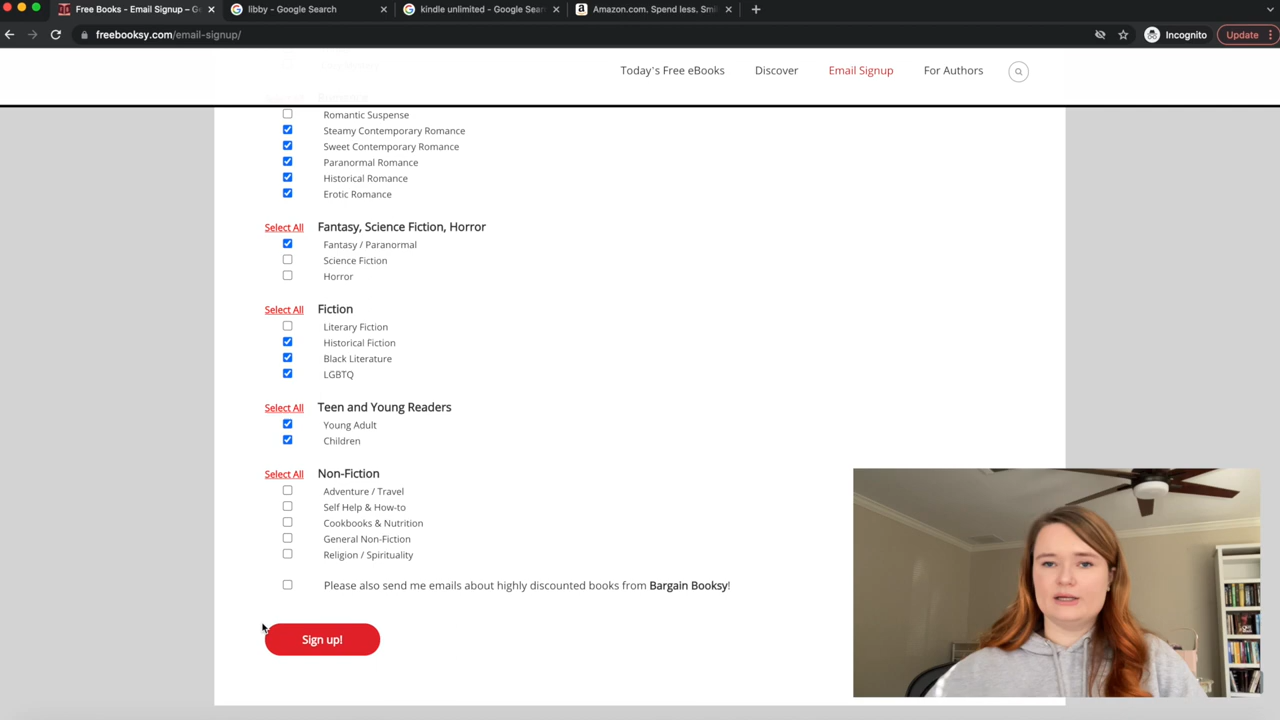 Free Books - Email Signup – G
libby - Google Search
kindle unlimited - Google Sear
Amazon.com. Spend less. Smi
freebooksy.com/email-signup/
Incognito
Update
Today's Free eBooks
Discover
Email Signup
For Authors
Romantic Suspense
Steamy Contemporary Romance
Sweet Contemporary Romance
Paranormal Romance
Historical Romance
Erotic Romance
Select All Fantasy, Science Fiction, Horror
Fantasy / Paranormal
Science Fiction
Horror
Select All Fiction
Literary Fiction
Historical Fiction
Black Literature
LGBTQ
Select All Teen and Young Readers
Young Adult
Children
Select All Non-Fiction
Adventure / Travel
Self Help & How-to
Cookbooks & Nutrition
General Non-Fiction
Religion / Spirituality
Please also send me emails about highly discounted books from Bargain Booksy!
Sign up!